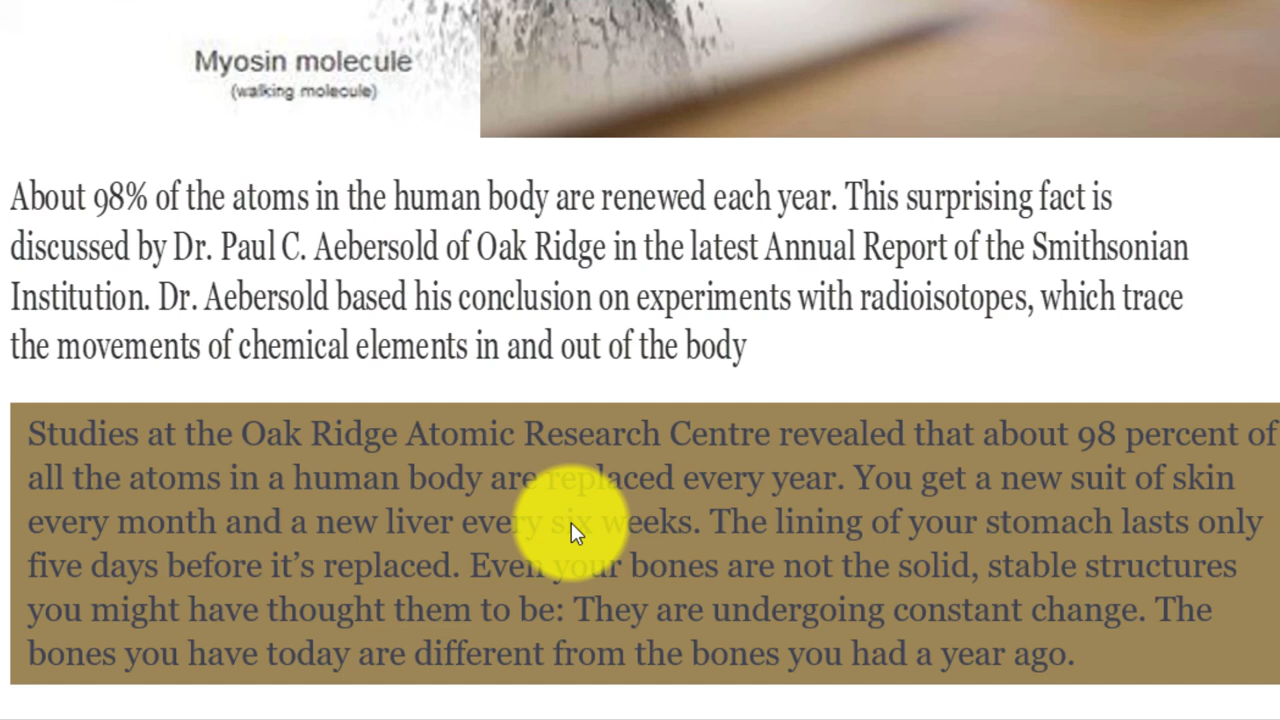 Myosin molecule
(walking molecule)
About 98% of the atoms in the human body are renewed each year. This surprising fact is
discussed by Dr. Paul C. Aebersold of Oak Ridge in the latest Annual Report of the Smithsonian
Institution. Dr. Aebersold based his conclusion on experiments with radioisotopes, which trace
the movements of chemical elements in and out of the body
Studies at the Oak Ridge Atomic Research Centre revealed that about 98 percent of
all the atoms in a human body are replaced every year. You get a new suit of skin
every month and a new liver every six weeks. The lining of your stomach lasts only
five days before it’s replaced. Even your bones are not the solid, stable structures
you might have thought them to be: They are undergoing constant change. The
bones you have today are different from the bones you had a year ago.